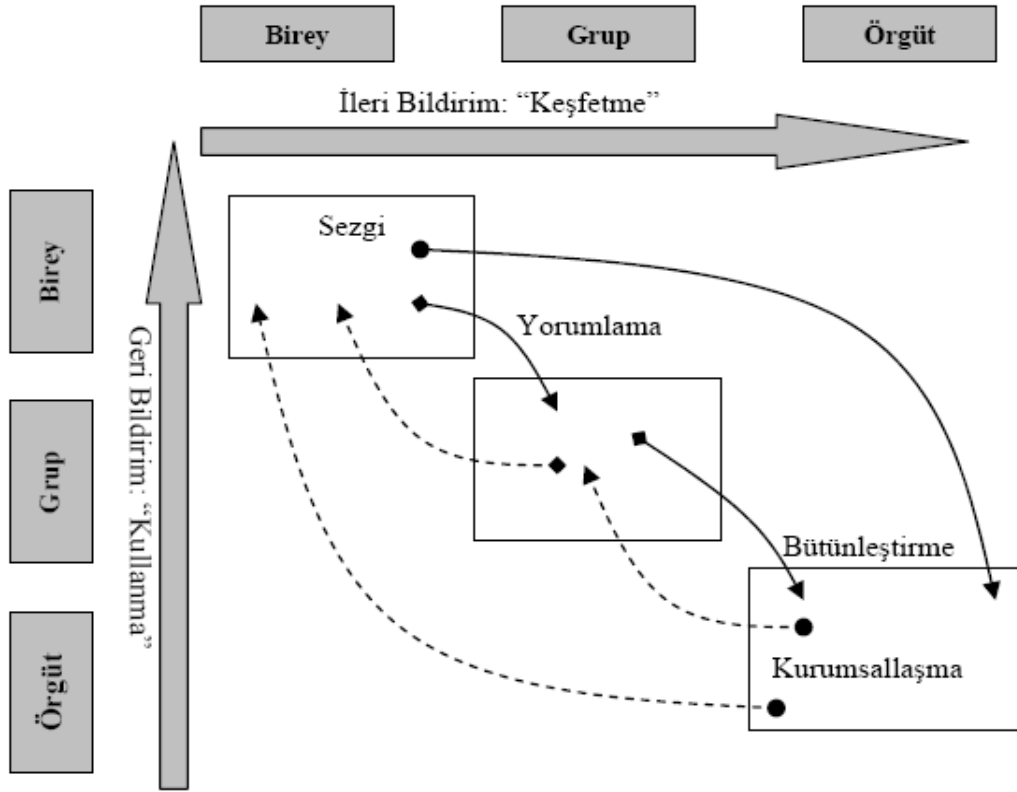 Birey
Grup
Örgüt
İleri Bildirim: “Keşfetme”
Birey
Grup
Örgüt
Geri Bildirim: “Kullanma”
Sezgi
Yorumlama
Bütünleştirme
Kurumsallaşma